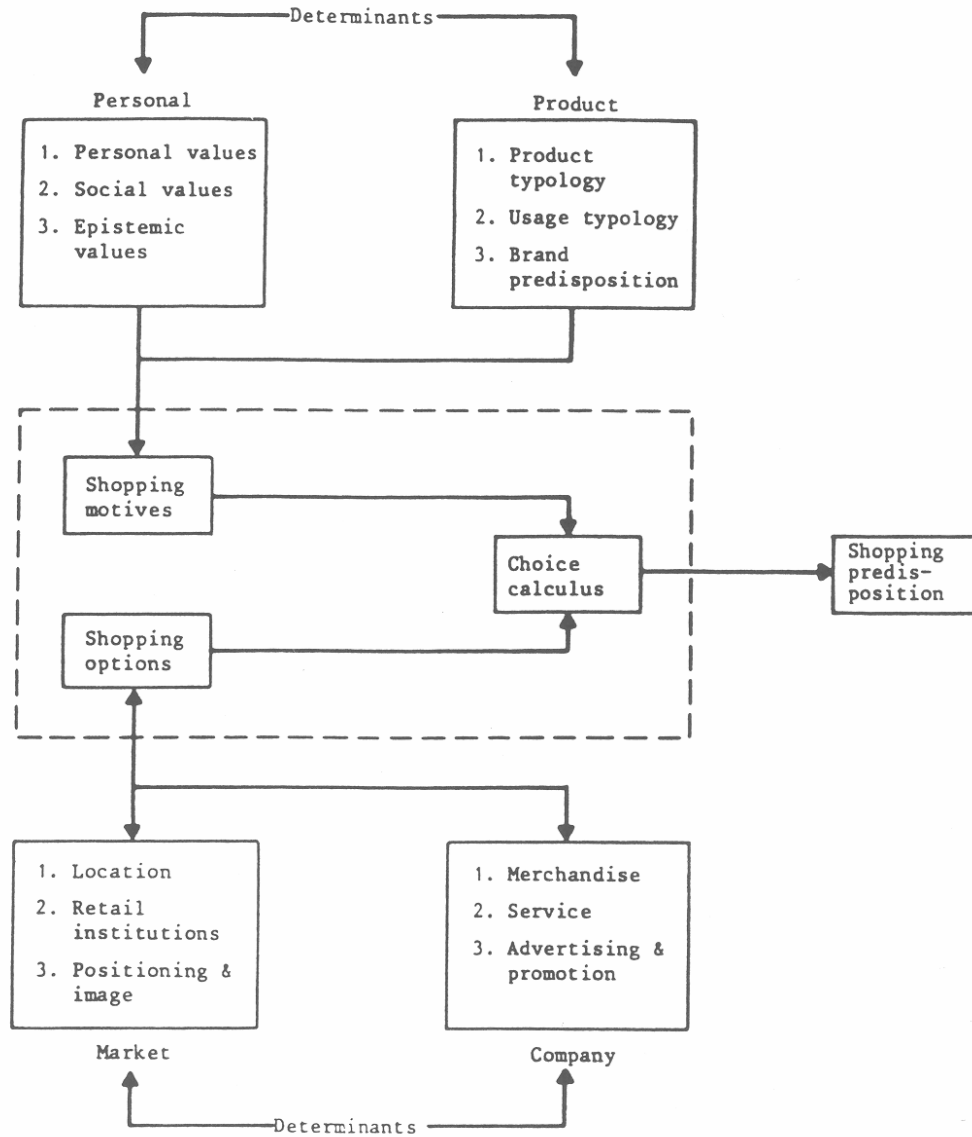 Determinants
Personal
Product
1. Personal values
2. Social values
3. Epistemic
values
1. Product
typology
2. Usage typology
3. Brand
predisposition
Shopping
motives
Choice
calculus
Shopping
predis-
position
Shopping
options
1. Location
2. Retail
institutions
3. Positioning &
image
1. Merchandise
2. Service
3. Advertising &
promotion
Market
Company
Determinants